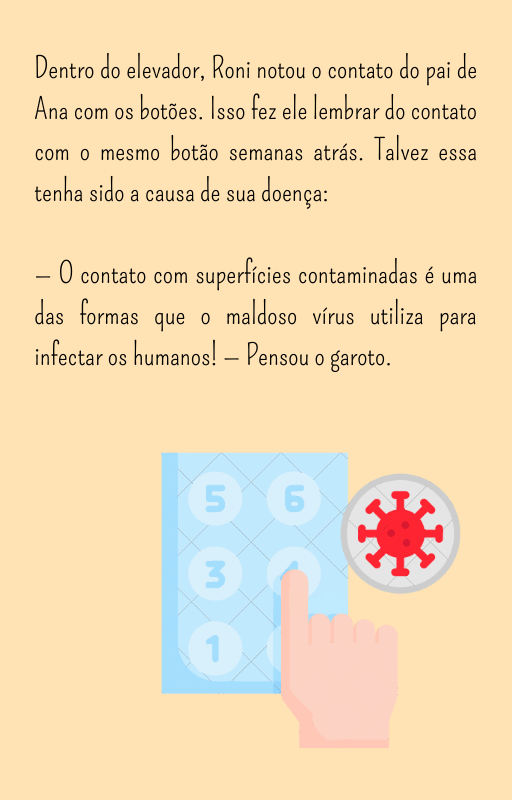 Dentro do elevador, Roni notou o contato do pai de
Ana com os botões. Isso fez ele lembrar do contato
com o mesmo botão semanas atrás. Talvez essa
tenha sido a causa de sua doença:
— O contato com superfícies contaminadas é uma
das formas que o maldoso vírus utiliza para
infectar os humanos! — Pensou o garoto.
5 6
3 4
1